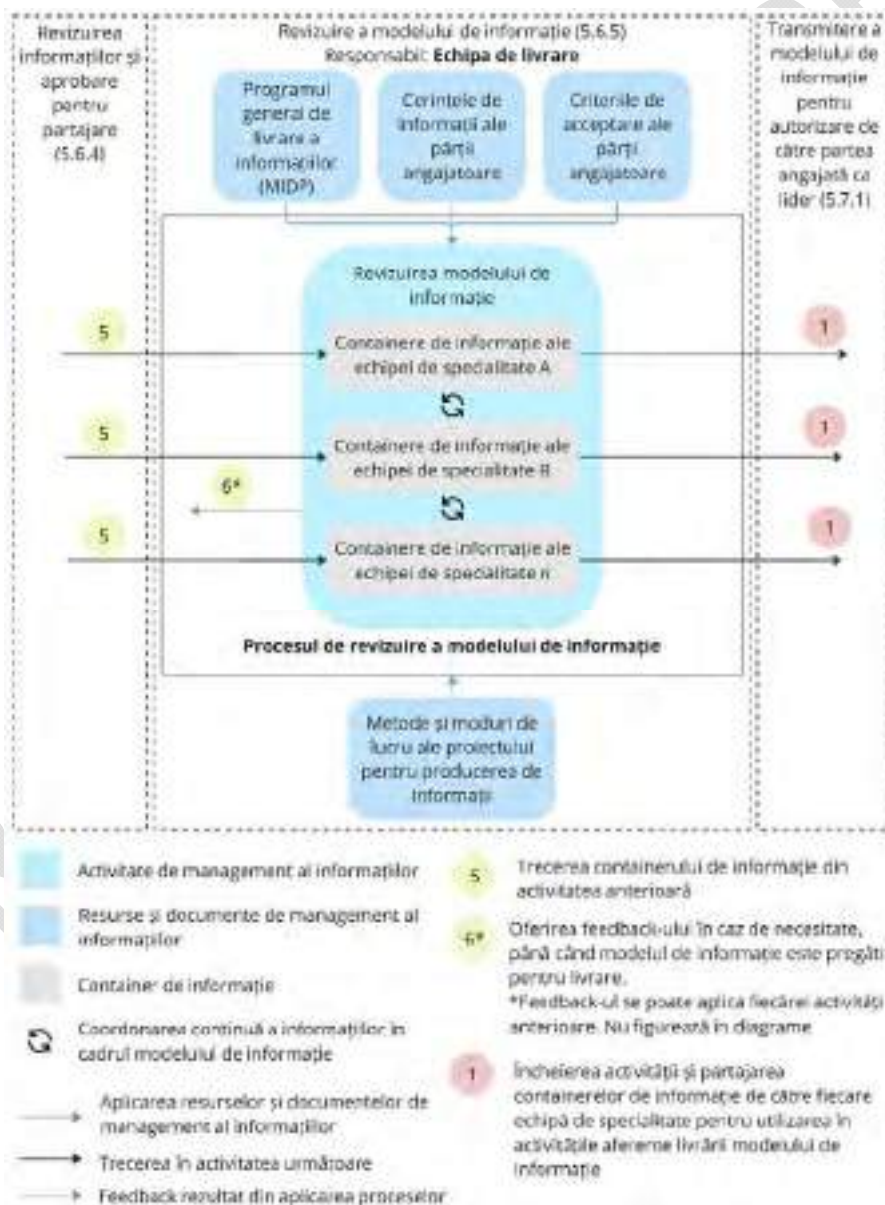 Revizuirea
informațiilor și
aprobare
pentru
partajare
(5.6.4)
Revizuire a modelului de informație (5.6.5)
Responsabil: Echipa de livrare
Transmitere a
modelului de
informație
pentru
autorizare de
către partea
angajată ca
lider (5.7.1)
Programul
general de
livrare a
informațiilor
(MIDP)
Cerințele de
informații ale
părții
angajatoare
Criteriile de
acceptare ale
părții
angajatoare
Revizuirea modelului de
informație
5
Containere de informație ale
echipei de specialitate A
1
5
Containere de informație ale
echipei de specialitate B
1
6*
5
Containere de informație ale
echipei de specialitate n
1
Procesul de revizuire a modelului de informație
Metode și moduri de
lucru ale proiectului
pentru producerea de
informații
Activitate de management al informațiilor
Resurse și documente de management al
informațiilor
Container de informație
Coordonarea continuă a informațiilor în
cadrul modelului de informație
Aplicarea resurselor și documentelor de
management al informațiilor
Trecerea în activitatea următoare
Feedback rezultat din aplicarea proceselor
5
Trecerea containerului de informație din
activitatea anterioară
6*
Oferirea feedback-ului în caz de necesitate,
până când modelul de informație este pregăti
pentru livrare.
*Feedback-ul se poate aplica fiecărei activități
anterioare. Nu figurează în diagrame
1
Încheierea activității și partajarea
containerelor de informație de către fiecare
echipă de specialitate pentru utilizarea în
activitățile aferente livrării modelului de
informație